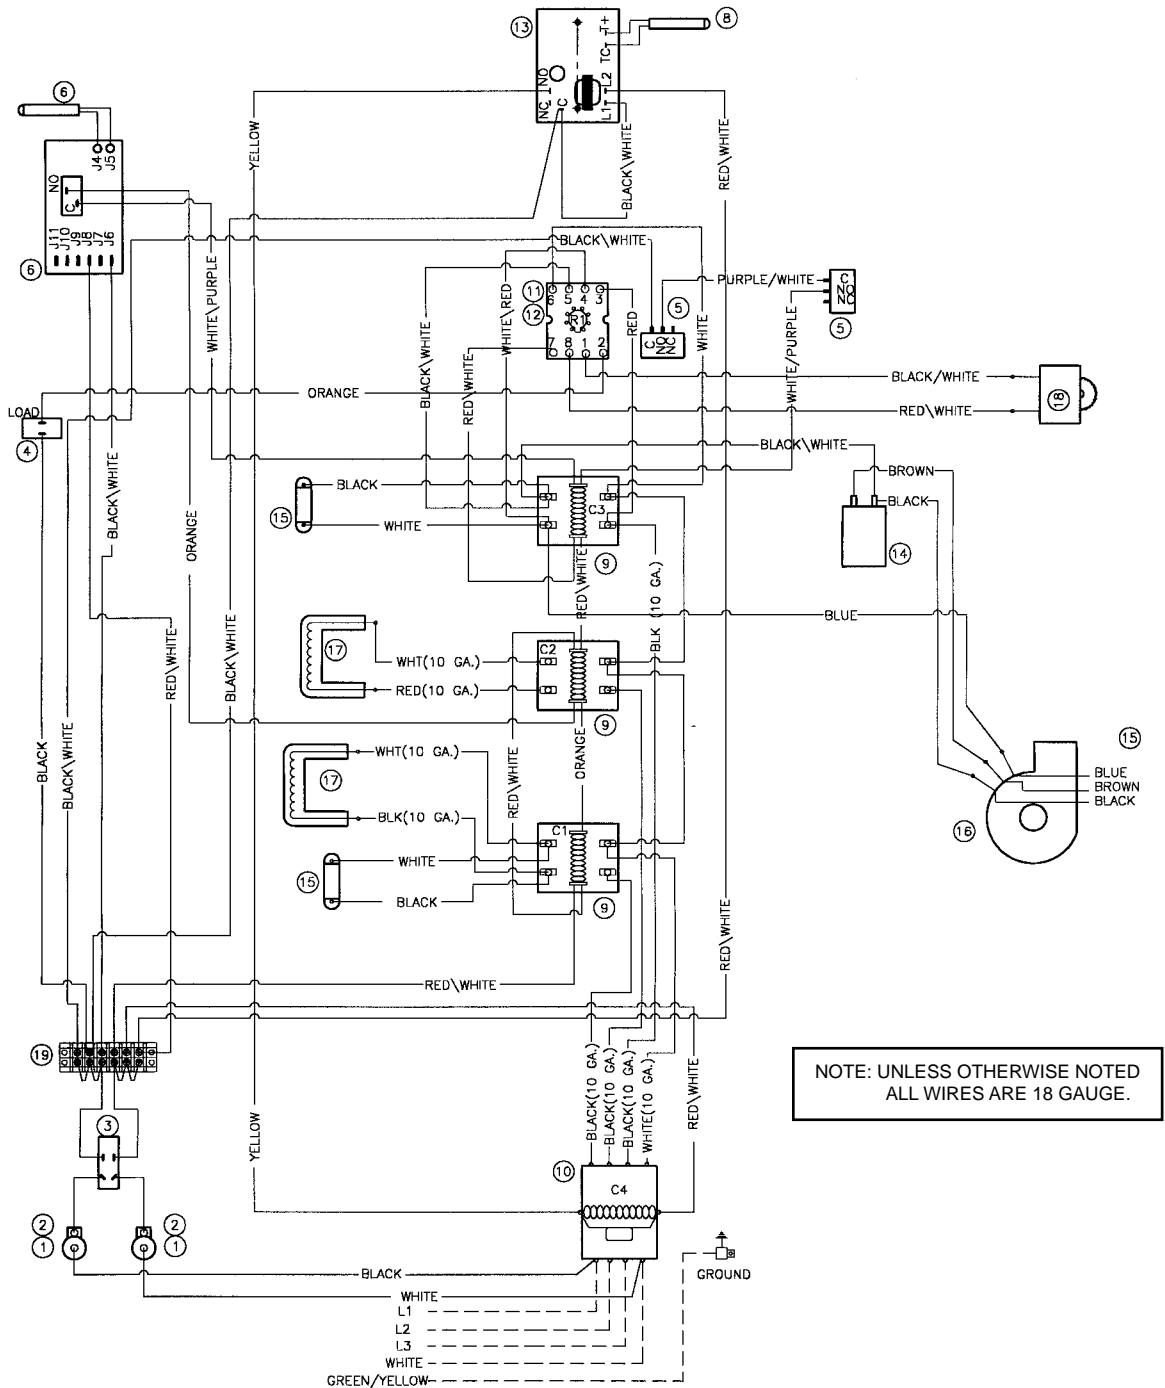 13
T+
8
TC
6
NO
L2
NC
C
L1
YELLOW
BLACK\WHITE
RED\WHITE
J4
J5
NO
C
J11
J10
J9
J8
J7
J6
6
WHITE\PURPLE
BLACK\WHITE
PURPLE/WHITE
C
NO
NC
5
11
6 5 4 3
12
R1
7 8 1 2
5
C
NO
NC
WHITE\RED
RED
WHITE
WHITE/PURPLE
BLACK\WHITE
RED\WHITE
BLACK/WHITE
18
RED\WHITE
ORANGE
LOAD
4
BLACK\WHITE
BROWN
BLACK
14
BLACK\WHITE
BLACK
15
WHITE
C3
9
ORANGE
RED\WHITE
BLK (10 GA.)
BLUE
17
C2
WHT(10 GA.)
RED(10 GA.)
9
RED\WHITE
BLACK\WHITE
WHT(10 GA.)
17
BLK(10 GA.)
RED\WHITE
ORANGE
BLACK
BLACK\WHITE
C1
WHITE
15
BLACK
9
15
BLUE
BROWN
BLACK
16
RED\WHITE
RED\WHITE
19
BLACK(10 GA.)
BLACK(10 GA.)
BLACK(10 GA.)
WHITE(10 GA.)
RED\WHITE
NOTE: UNLESS OTHERWISE NOTED
ALL WIRES ARE 18 GAUGE.
3
YELLOW
10
C4
2
1
2
1
BLACK
GROUND
WHITE
L1
L2
L3
WHITE
GREEN/YELLOW